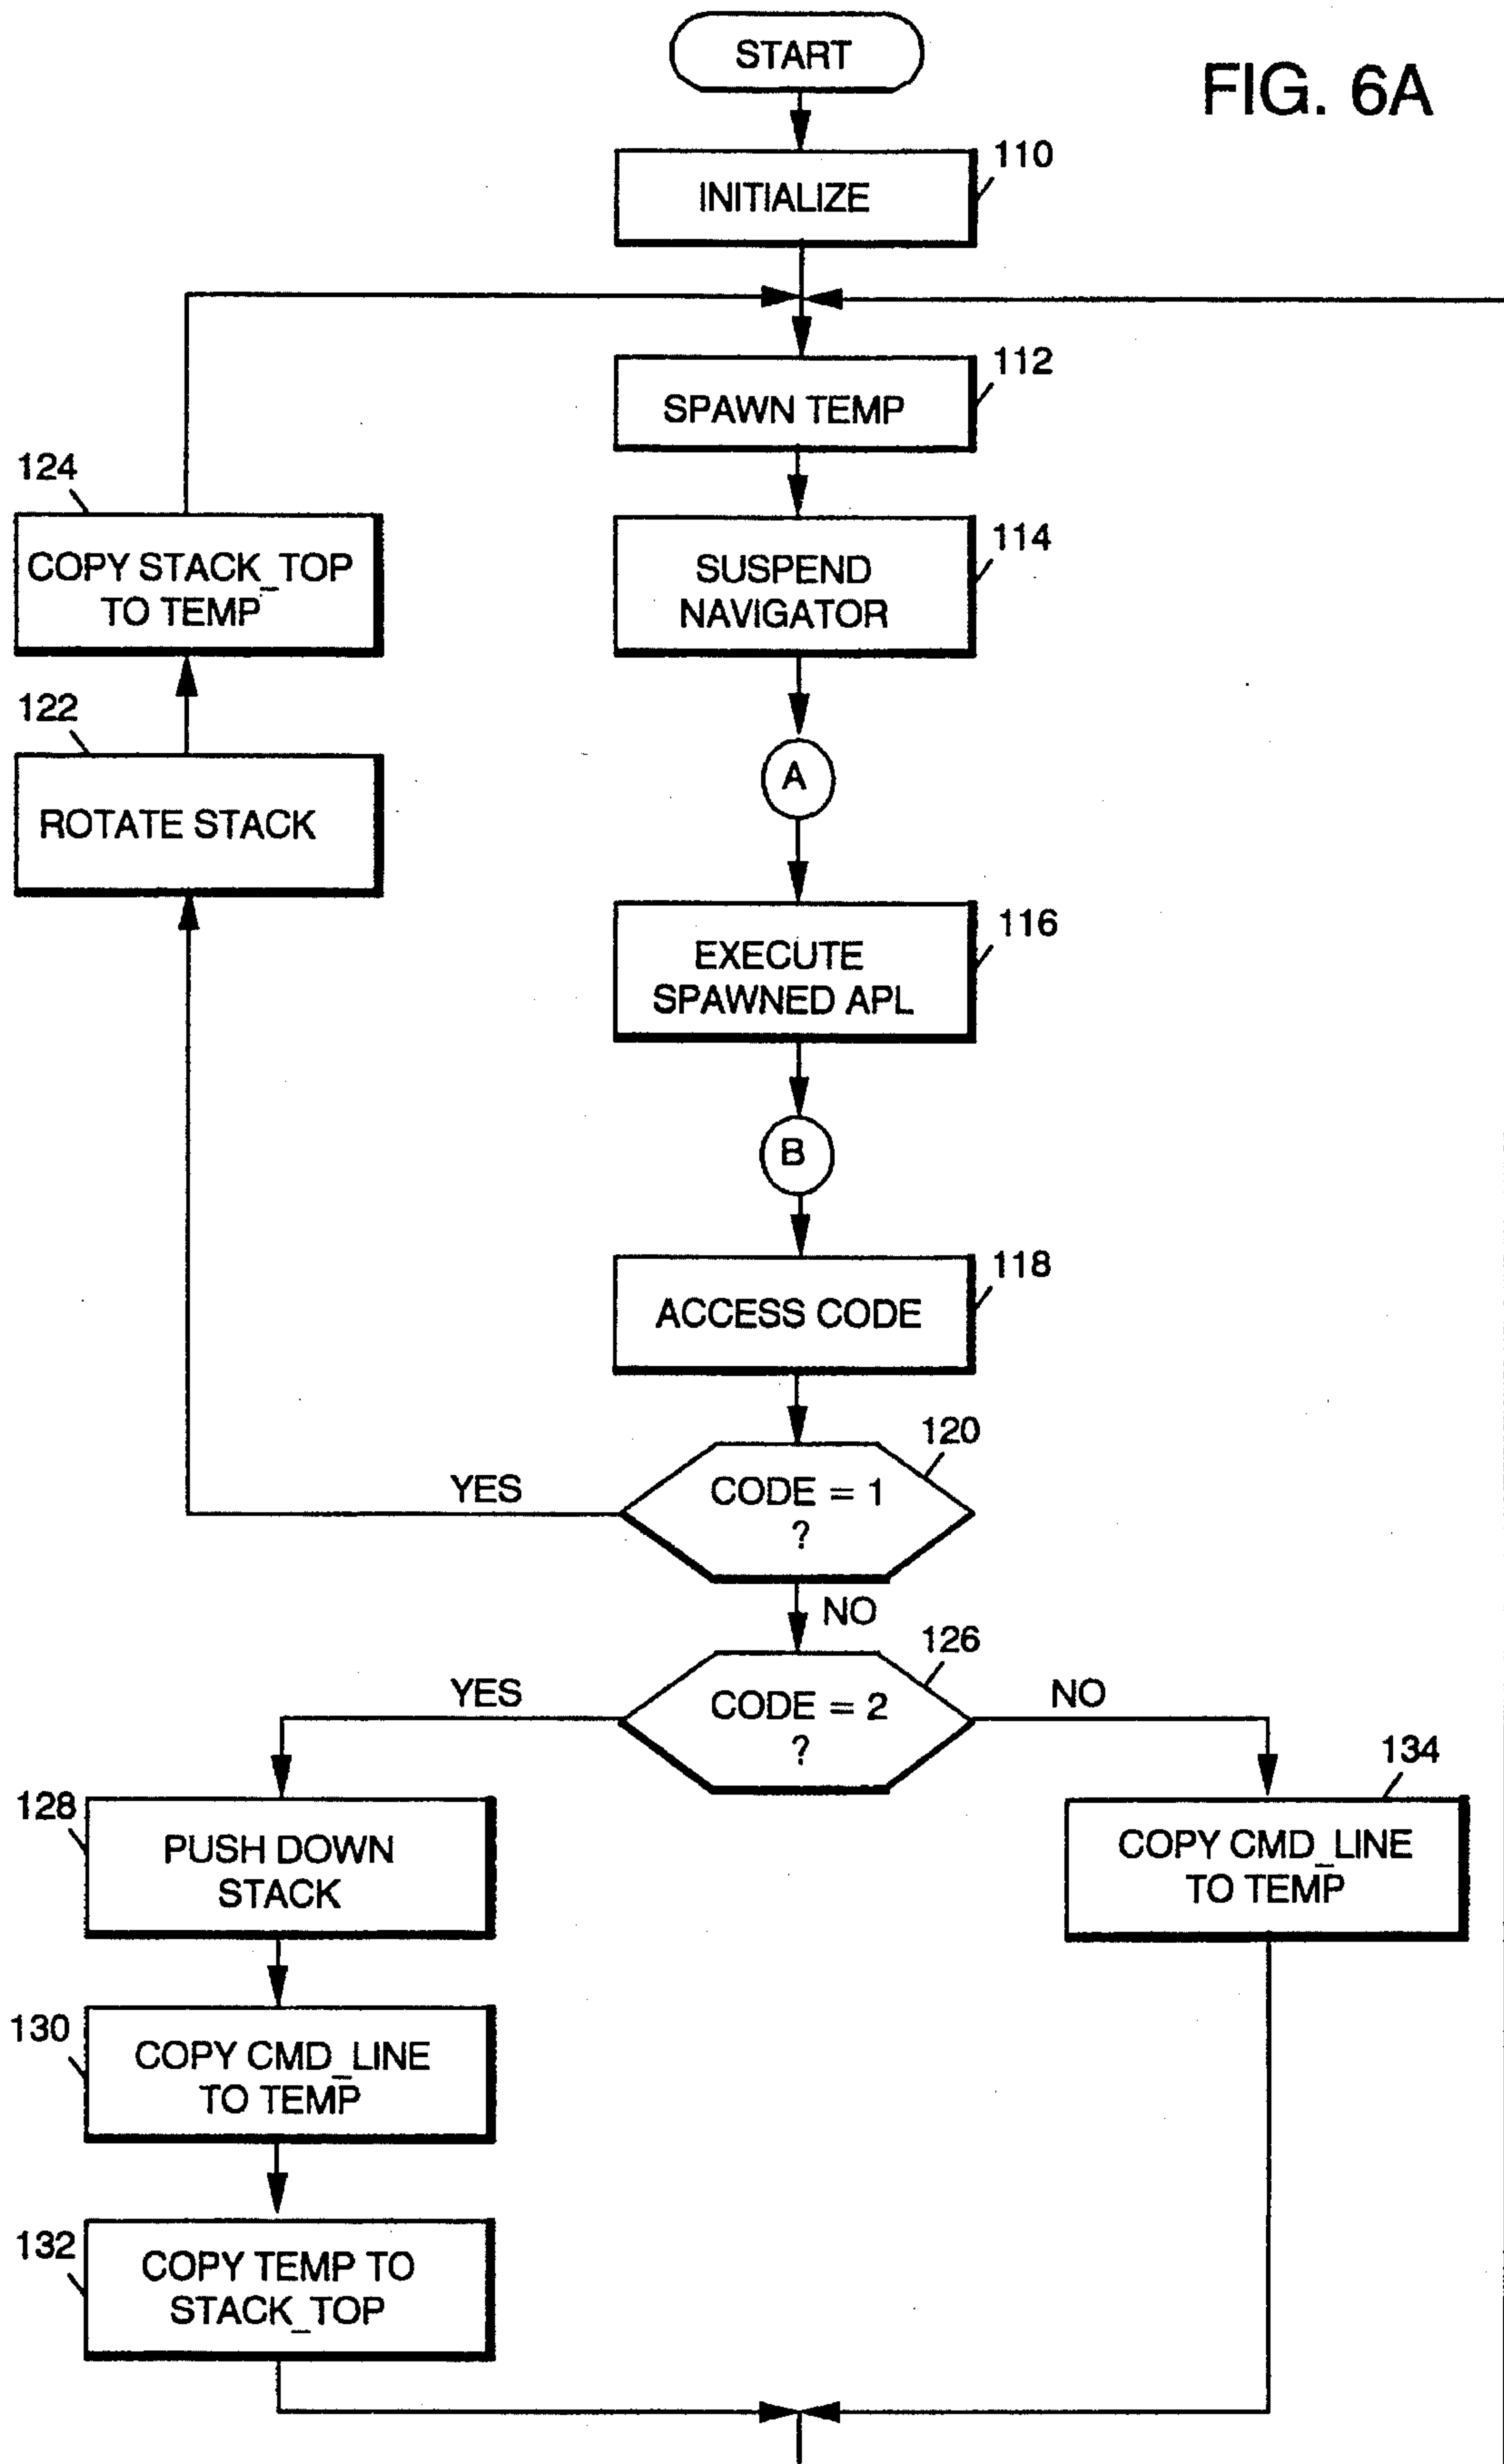 START
FIG. 6A
110
INITIALIZE
112
SPAWN TEMP
124
COPY STACK_TOP
TO TEMP
114
SUSPEND
NAVIGATOR
122
ROTATE STACK
A
116
EXECUTE
SPAWNED APL
B
118
ACCESS CODE
120
CODE = 1
?
YES
NO
126
CODE = 2
?
YES
NO
134
COPY CMD_LINE
TO TEMP
128
PUSH DOWN
STACK
130
COPY CMD_LINE
TO TEMP
132
COPY TEMP TO
STACK_TOP